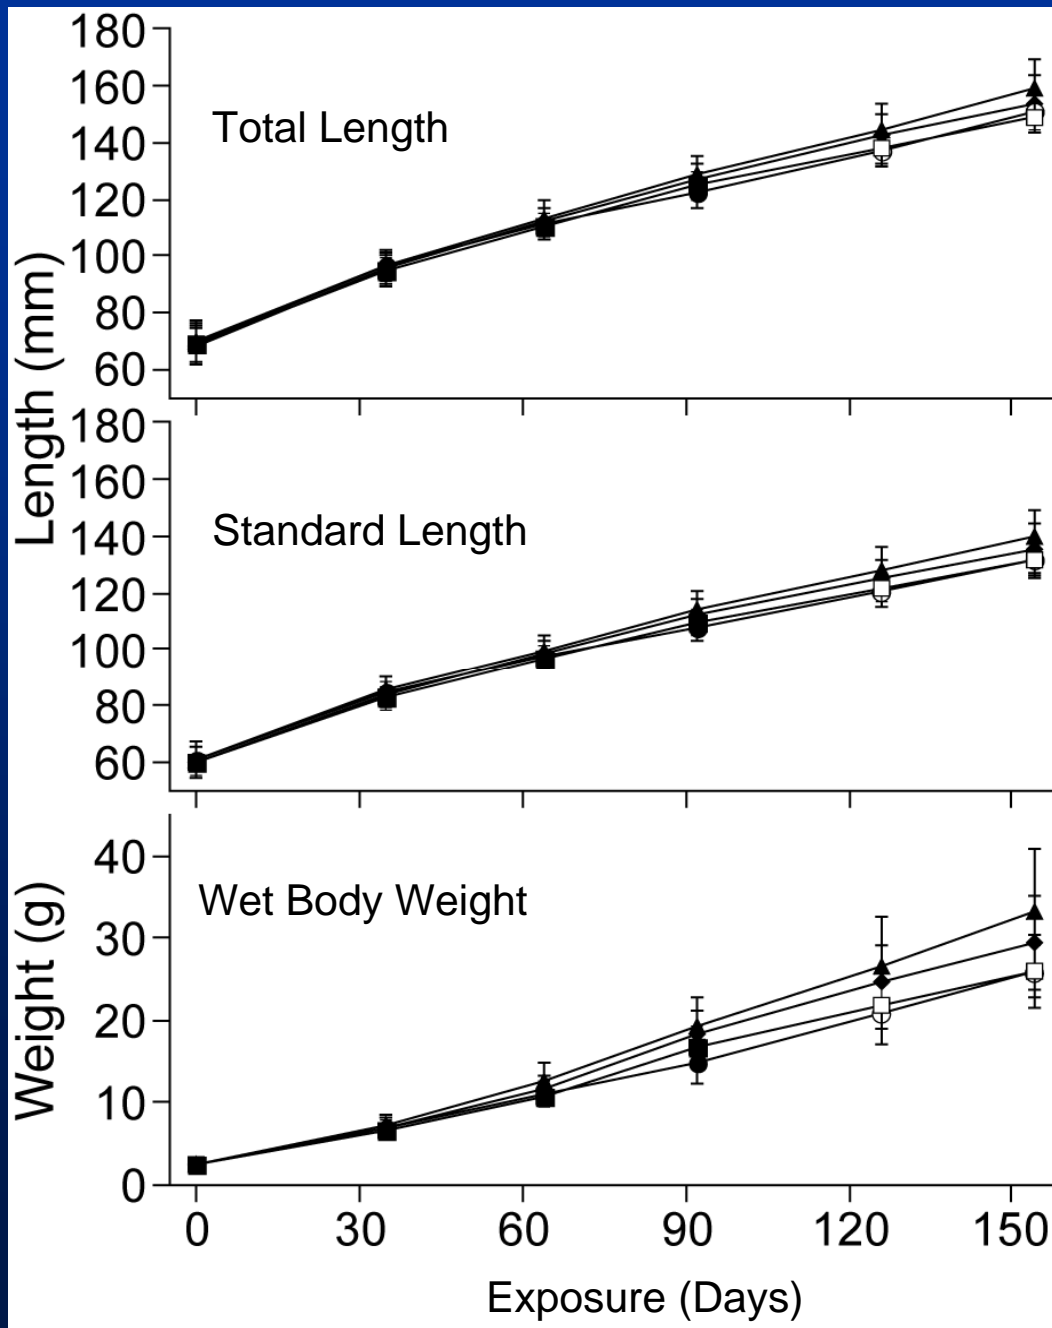 180
160
140
120
100
80
60
Total Length
Length (mm)
180
160
140
120
100
80
60
Standard Length
40
30
20
10
0
Wet Body Weight
Weight (g)
0 30 60 90 120 150
Exposure (Days)